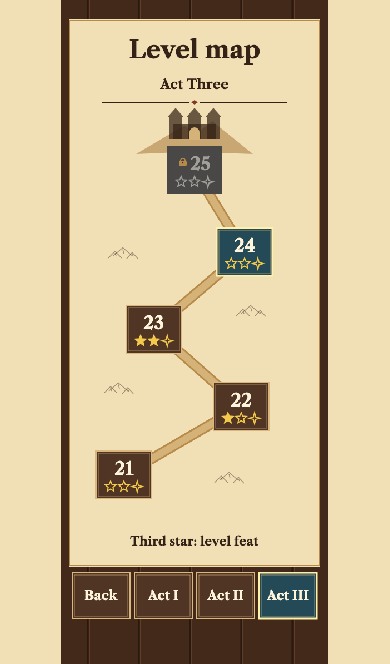 Level map
Act Three
25
24
23
22
21
Third star: level feat
Back
Act I
Act II
Act III